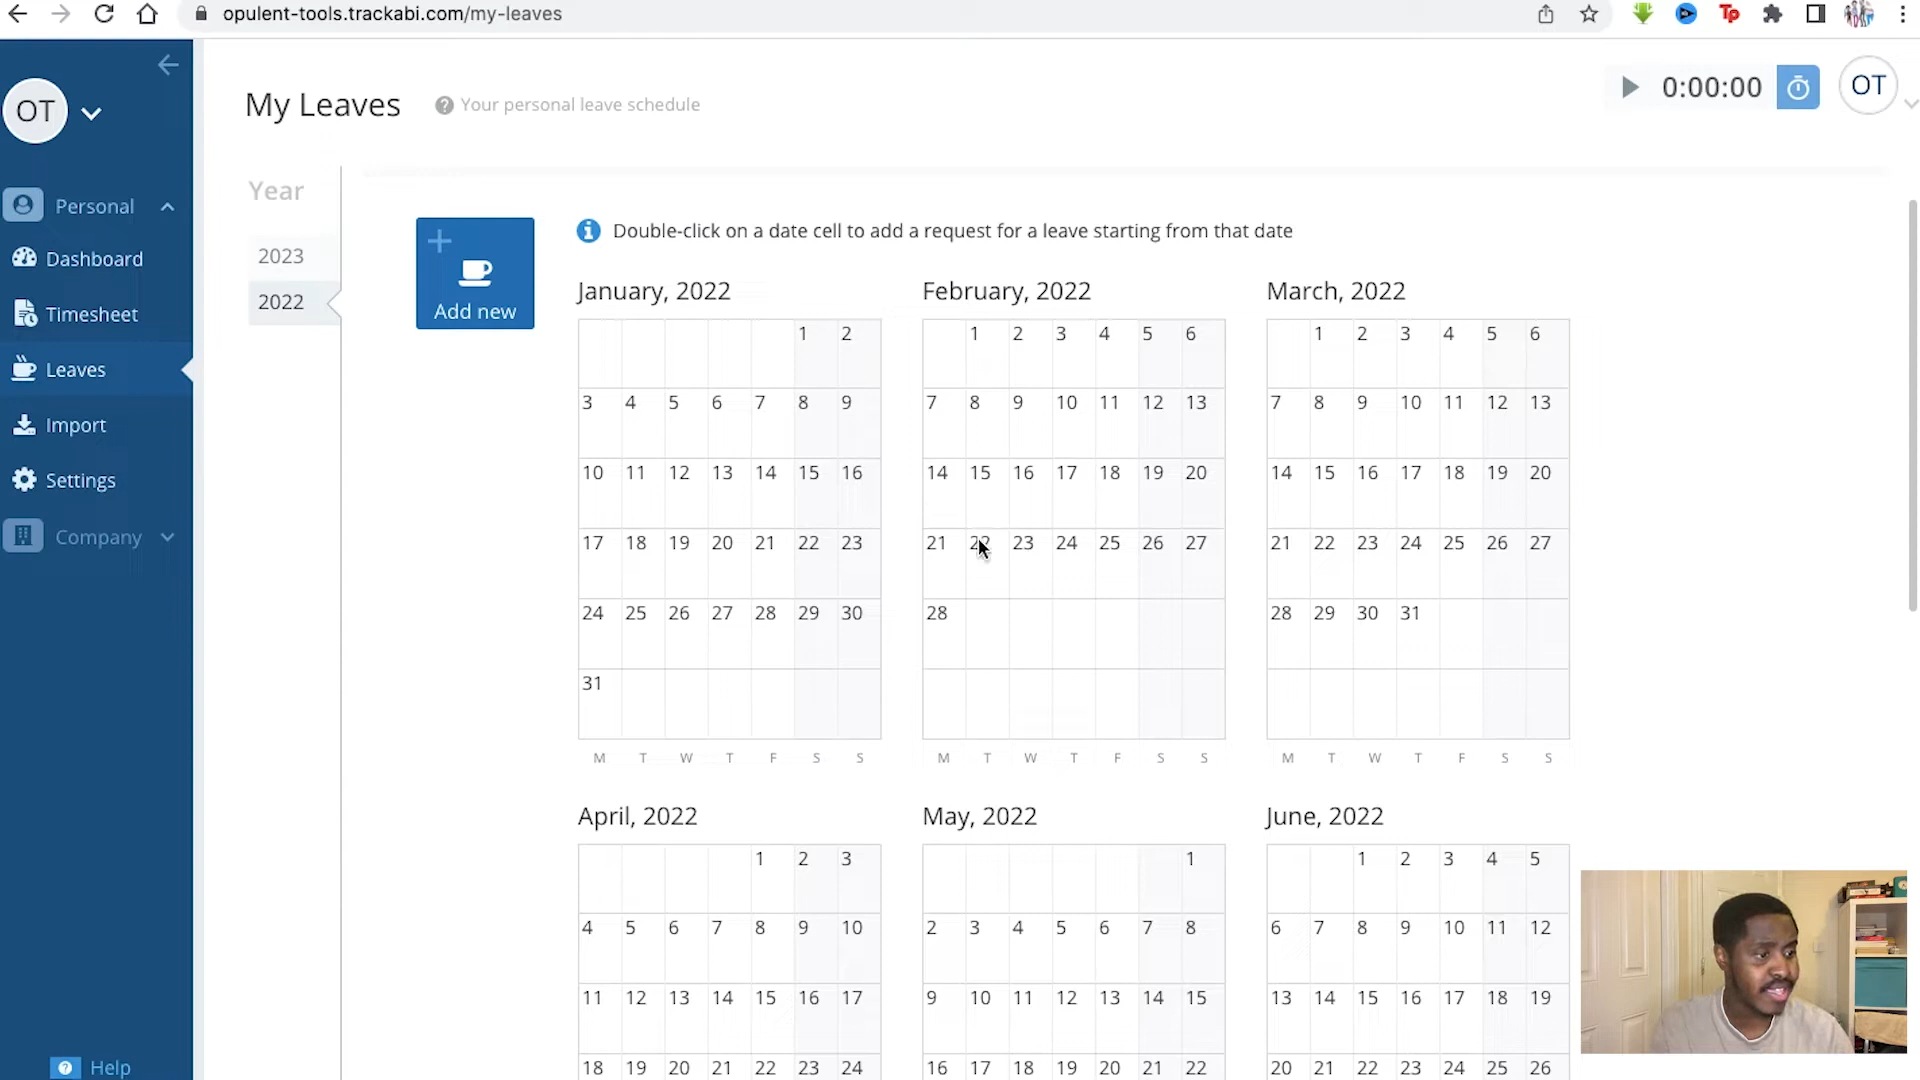 opulent-tools.trackabi.com/my-leaves
Tp
OT
My Leaves
Your personal leave schedule
0:00:00
OT
Personal
Dashboard
Timesheet
Leaves
Import
Settings
Company
Help
Year
2023
2022
Add new
Double-click on a date cell to add a request for a leave starting from that date
January, 2022
1 2
3 4 5 6 7 8 9
10 11 12 13 14 15 16
17 18 19 20 21 22 23
24 25 26 27 28 29 30
31
M T W T F S S
February, 2022
1 2 3 4 5 6
7 8 9 10 11 12 13
14 15 16 17 18 19 20
21 22 23 24 25 26 27
28
M T W T F S S
March, 2022
1 2 3 4 5 6
7 8 9 10 11 12 13
14 15 16 17 18 19 20
21 22 23 24 25 26 27
28 29 30 31
M T W T F S S
April, 2022
1 2 3
4 5 6 7 8 9 10
11 12 13 14 15 16 17
18 19 20 21 22 23 24
May, 2022
1
2 3 4 5 6 7 8
9 10 11 12 13 14 15
16 17 18 19 20 21 22
June, 2022
1 2 3 4 5
6 7 8 9 10 11 12
13 14 15 16 17 18 19
20 21 22 23 24 25 26